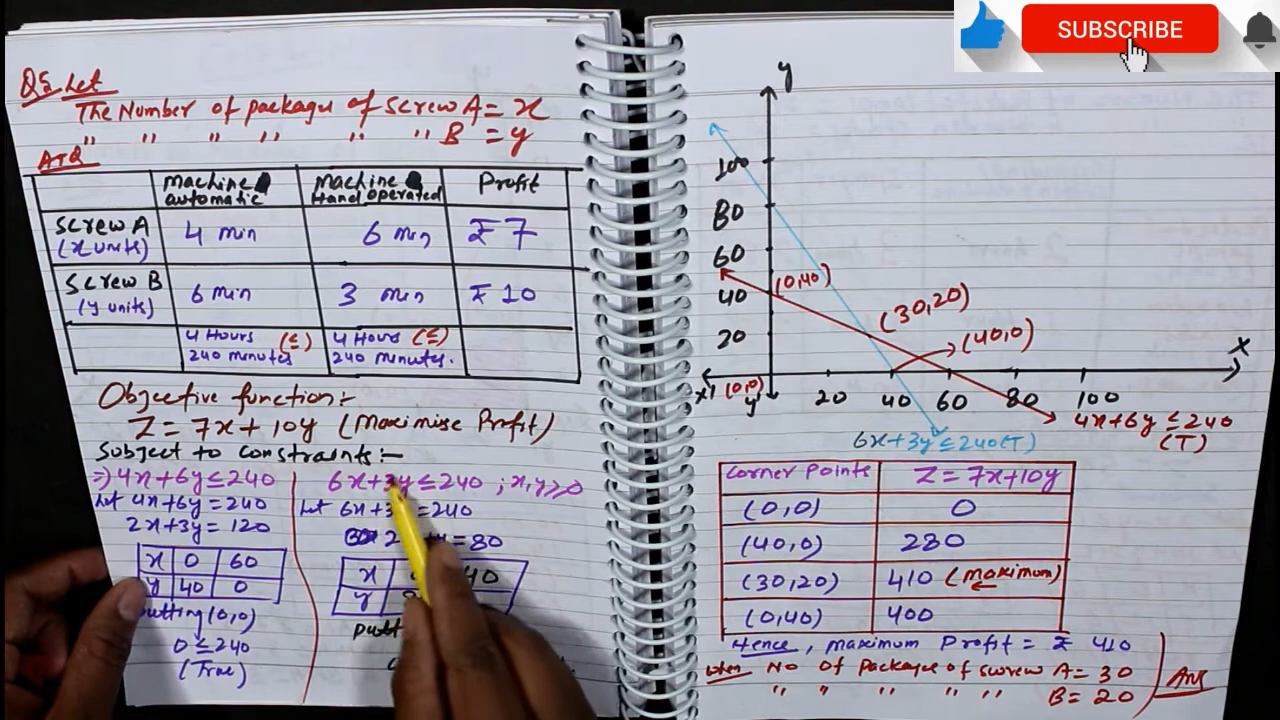 Q5 Let
The Number of package of Screw A = x
" " " " " " B = y
ATQ
Machine automatic | Machine Hand operated | Profit
Screw A (x units) | 4 min | 6 min | ₹ 7
Screw B (y units) | 6 min | 3 min | ₹ 10
4 Hours (≤) 240 minutes | 4 Hours (≤) 240 minutes.
Objective function:-
Z = 7x + 10y (Maximise Profit)
Subject to constraints:-
⇒ 4x + 6y ≤ 240
Let 4x + 6y = 240
2x + 3y = 120
x | 0 | 60
y | 40 | 0
putting (0,0)
0 ≤ 240
(True)
6x + 3y ≤ 240 ; x, y ≥ 0
Let 6x + 3y = 240
= 80
x | 40
y
SUBSCRIBE
y
100
80
60
40
20
(0,40)
(30,20)
(40,0)
x
x' (0,0) y' 20 40 60 80 100
4x+6y ≤ 240 (T)
6x+3y ≤ 240 (T)
Corner Points | Z = 7x+10y
(0,0) | 0
(40,0) | 280
(30,20) | 410 (maximum)
(0,40) | 400
Hence, maximum Profit = ₹ 410
when No of Package of screw A = 30
" " " " " B = 20
Ans